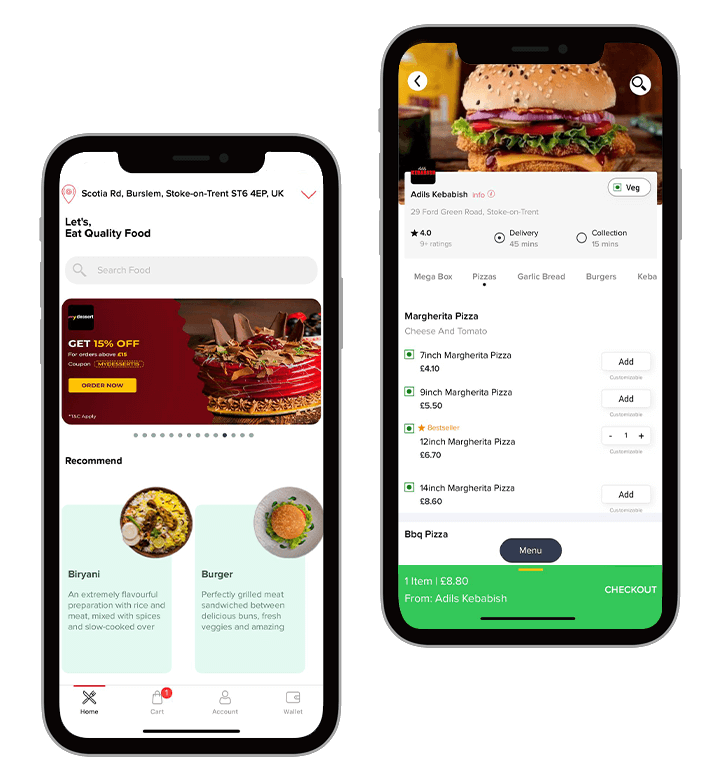 Scotia Rd, Burslem, Stoke-on-Trent ST6 4EP, UK
Let's,
Eat Quality Food
Search Food
my dessert
GET 15% OFF
For orders above £15
Coupon MYDESSERT15
ORDER NOW
*T&C Apply
Recommend
Biryani
An extremely flavourful
preparation with rice and
meat, mixed with spices
and slow-cooked over
Burger
Perfectly grilled meat
sandwiched between
delicious buns, fresh
veggies and amazing
1
Home
Cart
Account
Wallet
Adils Kebabish Info
Veg
29 Ford Green Road, Stoke-on-Trent
4.0
9+ ratings
Delivery
45 mins
Collection
15 mins
Mega Box Pizzas Garlic Bread Burgers Keba
Margherita Pizza
Cheese And Tomato
7inch Margherita Pizza
£4.10
Add
Customizable
9inch Margherita Pizza
£5.50
Add
Customizable
Bestseller
12inch Margherita Pizza
£6.70
- 1 +
Customizable
14inch Margherita Pizza
£8.60
Add
Customizable
Bbq Pizza
Menu
1 Item | £8.80
From: Adils Kebabish
CHECKOUT